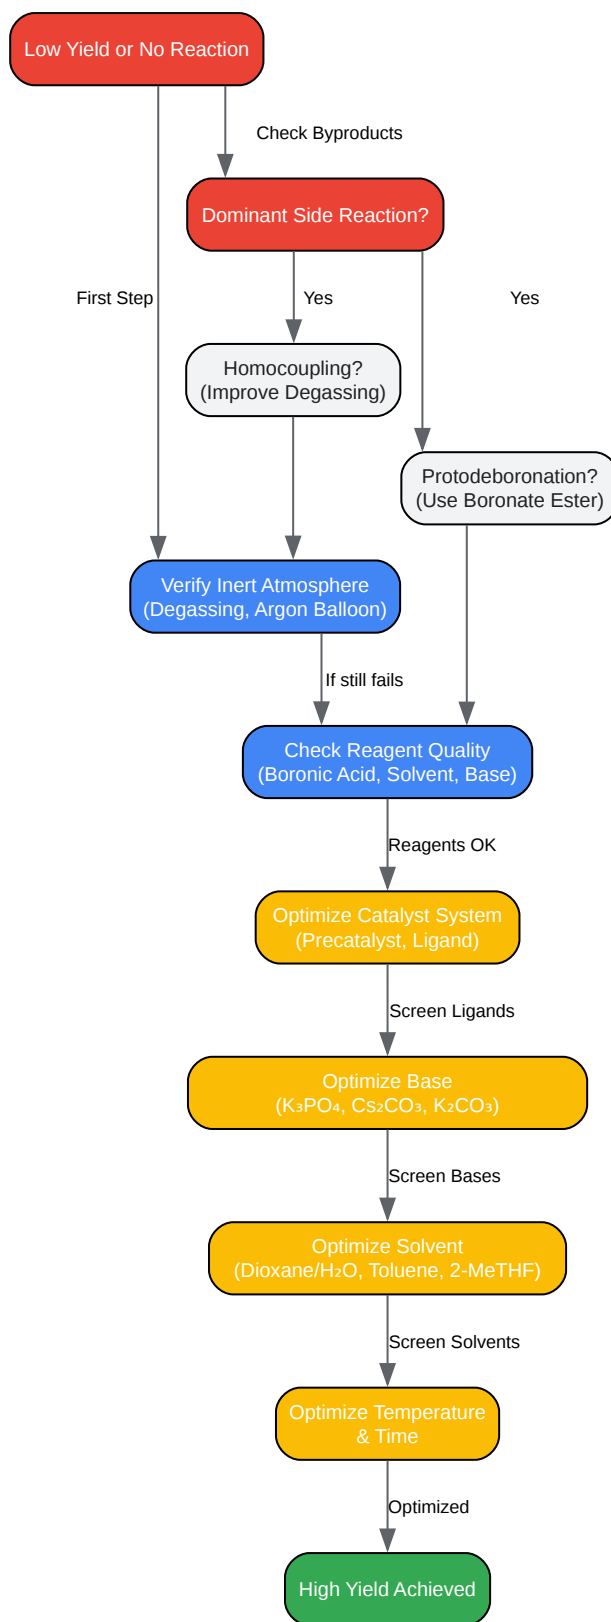 Low Yield or No Reaction
Check Byproducts
Dominant Side Reaction?
First Step
Yes
Yes
Homocoupling?
(Improve Degassing)
Protodeboronation?
(Use Boronate Ester)
Verify Inert Atmosphere
(Degassing, Argon Balloon)
If still fails
Check Reagent Quality
(Boronic Acid, Solvent, Base)
Reagents OK
Optimize Catalyst System
(Precatalyst, Ligand)
Screen Ligands
Optimize Base
(K₃PO₄, Cs₂CO₃, K₂CO₃)
Screen Bases
Optimize Solvent
(Dioxane/H₂O, Toluene, 2-MeTHF)
Screen Solvents
Optimize Temperature
& Time
Optimized
High Yield Achieved